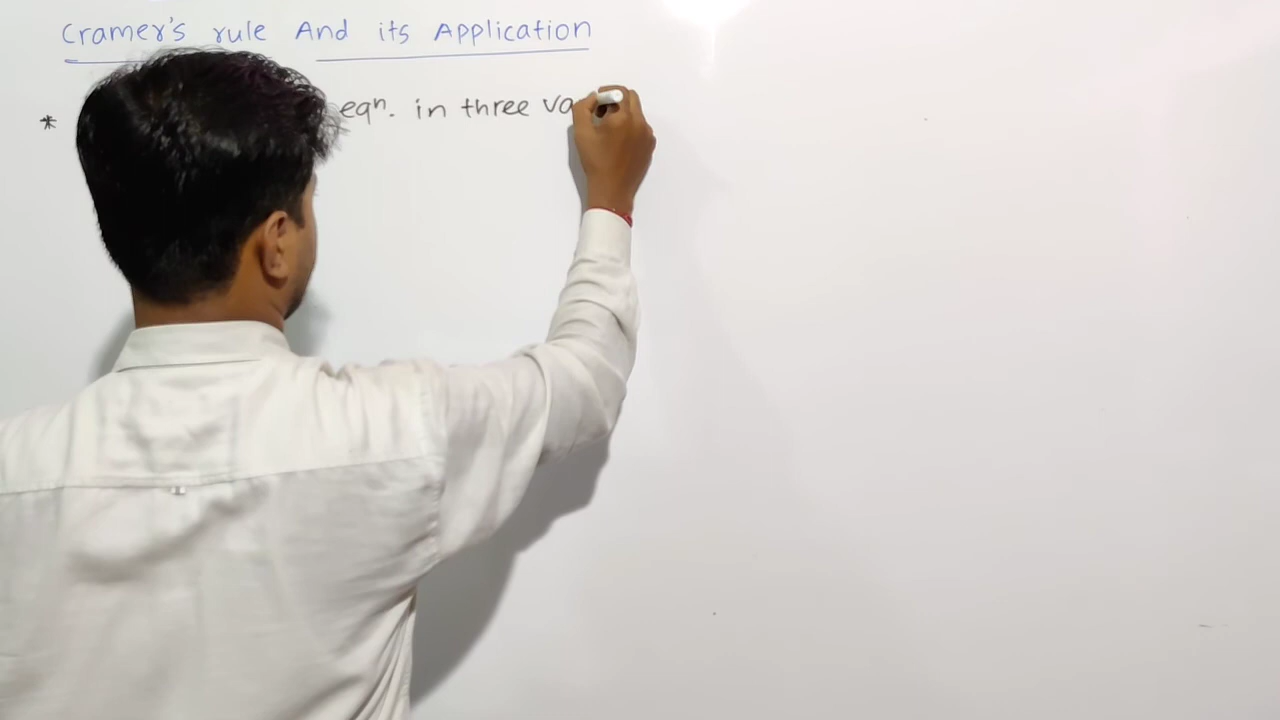 Cramer's rule And its Application
* eqn. in three va